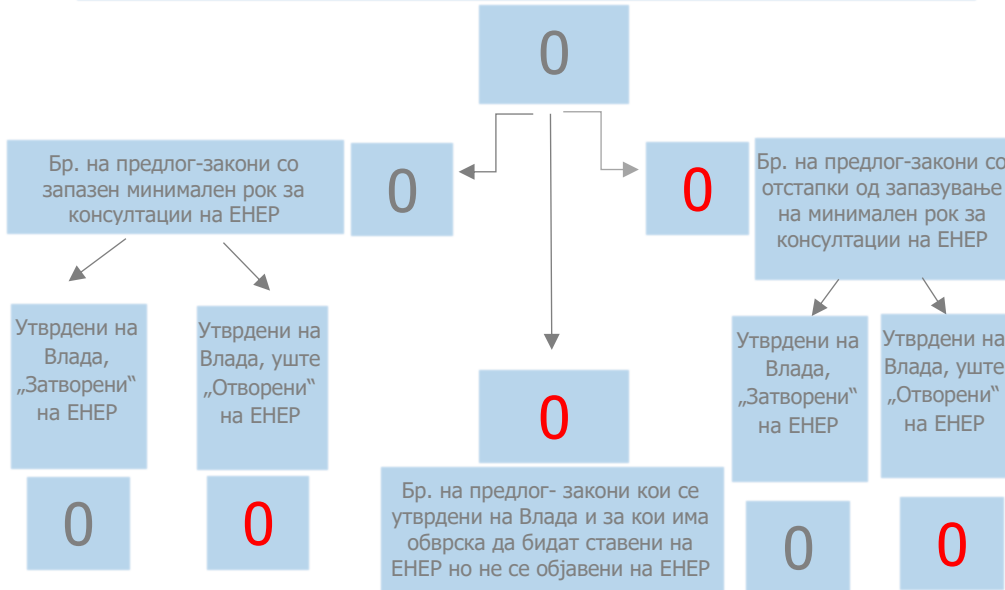 0
Бр. на предлог-закони со
запазен минимален рок за
консултации на ЕНЕР
0
0
Бр. на предлог-закони со
отстапки од запазување
на минимален рок за
консултации на ЕНЕР
Утврдени на
Влада,
„Затворени“
на ЕНЕР
Утврдени на
Влада, уште
„Отворени“
на ЕНЕР
Утврдени на
Влада,
„Затворени“
на ЕНЕР
Утврдени на
Влада, уште
„Отворени“
на ЕНЕР
0
0
0
Бр. на предлог- закони кои се
утврдени на Влада и за кои има
обврска да бидат ставени на
ЕНЕР но не се објавени на ЕНЕР
0
0